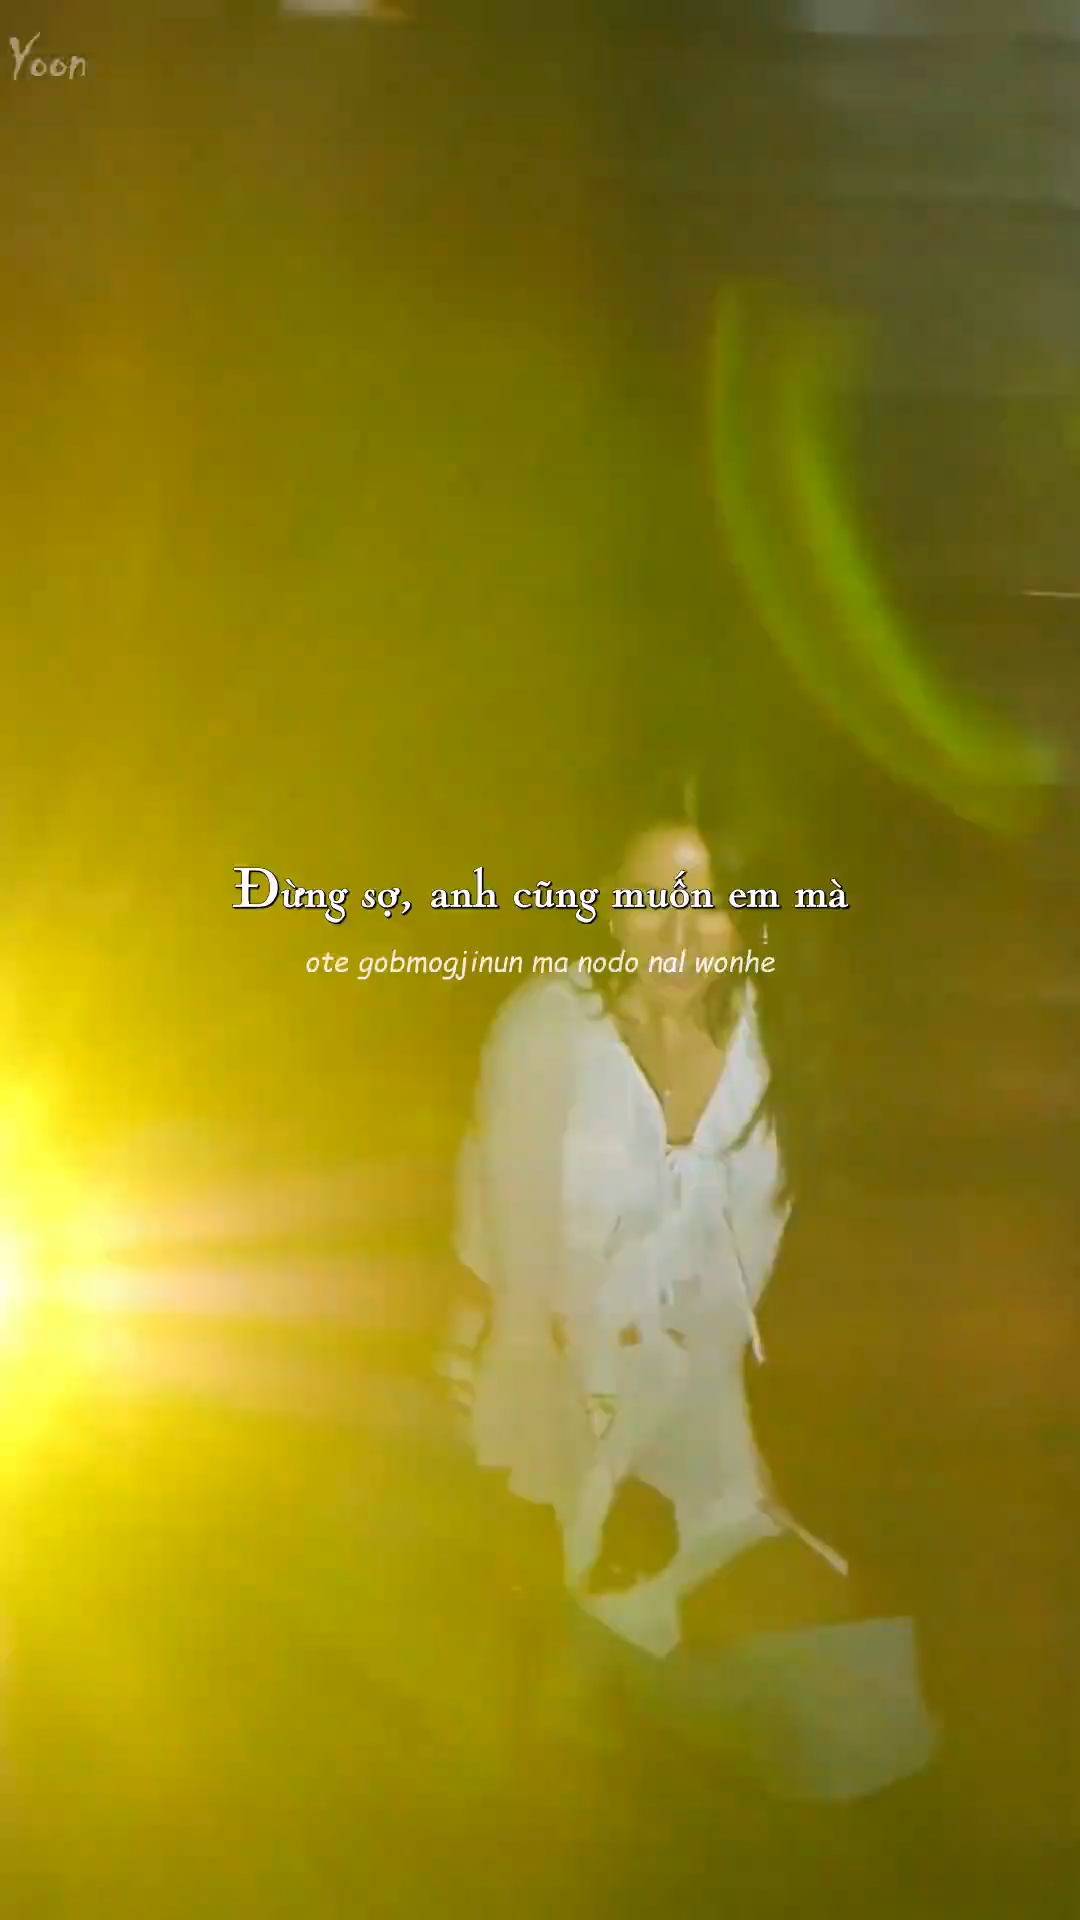 Yoon
Đừng sợ, anh cũng muốn em mà
ote gobmogjinun ma nodo nal wonhe